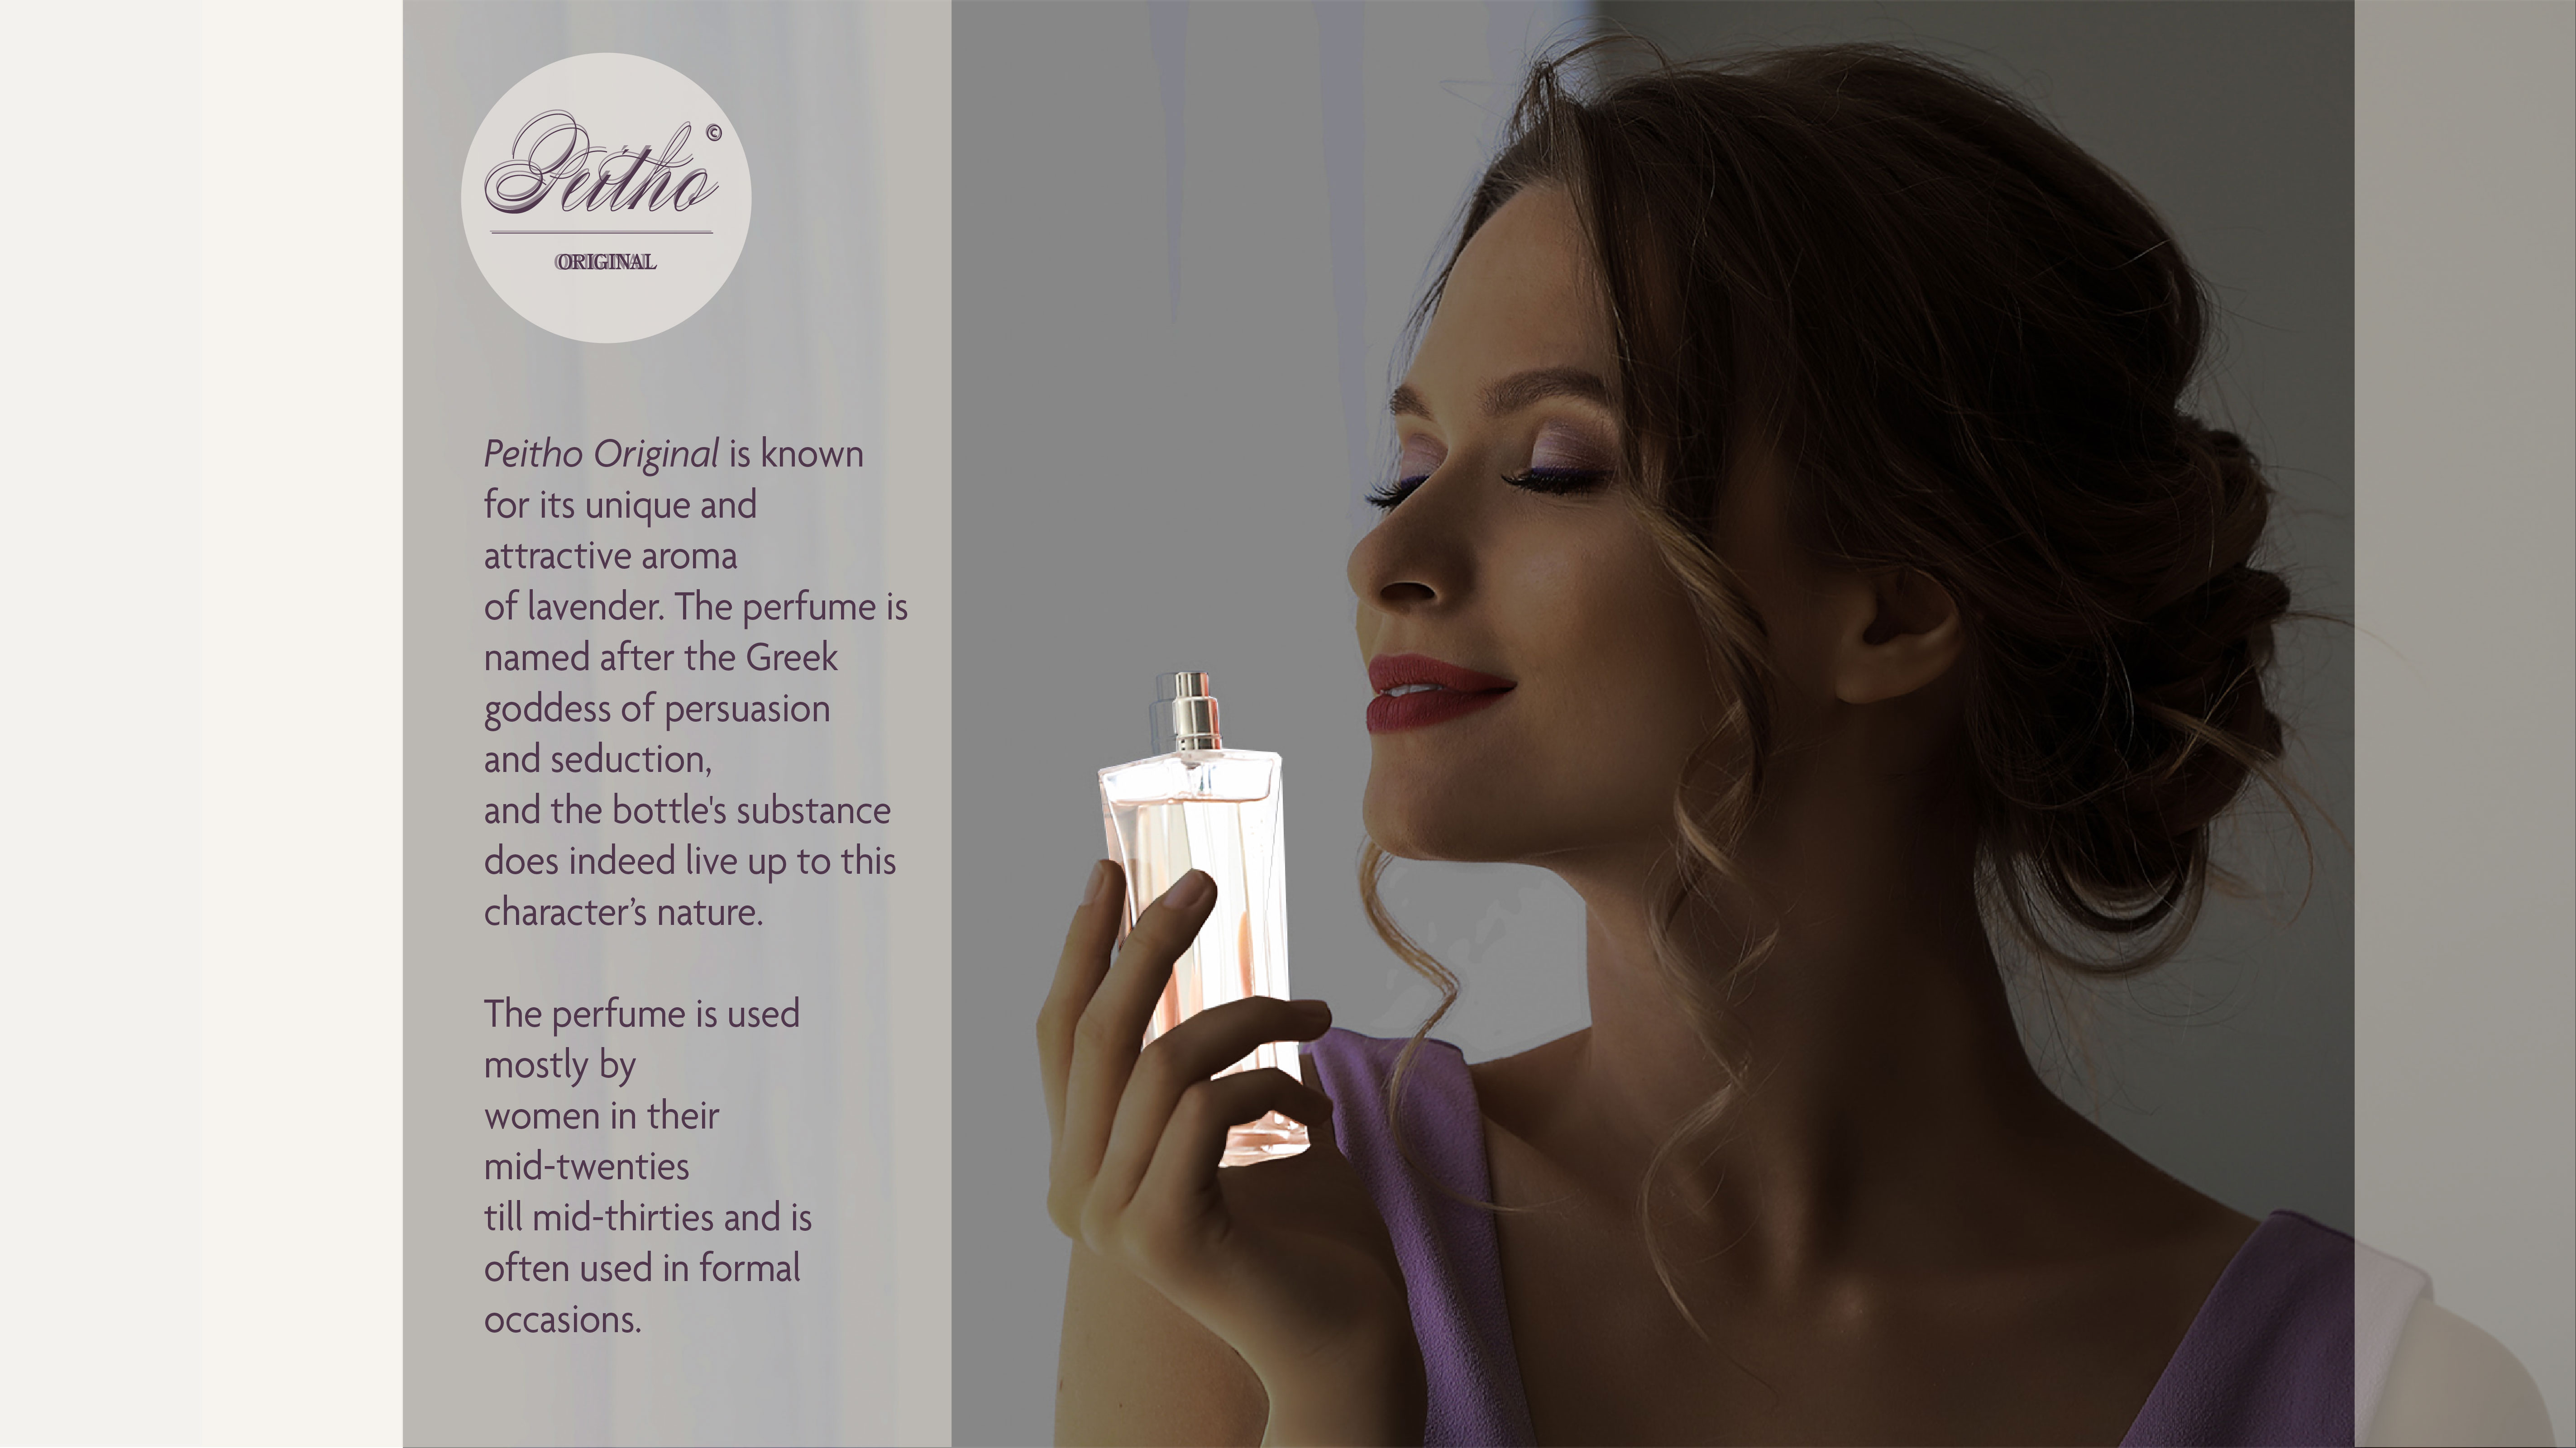 Peitho©
ORIGINAL
Peitho Original is known
for its unique and
attractive aroma
of lavender. The perfume is
named after the Greek
goddess of persuasion
and seduction,
and the bottle's substance
does indeed live up to this
character’s nature.
The perfume is used
mostly by
women in their
mid-twenties
till mid-thirties and is
often used in formal
occasions.